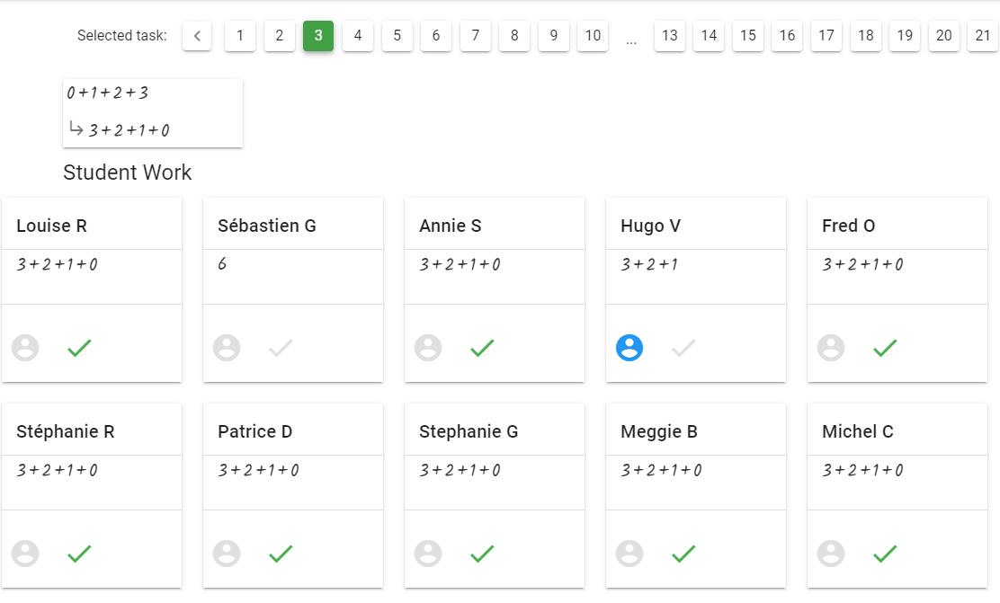 Selected task: < 1 2 3 4 5 6 7 8 9 10 ... 13 14 15 16 17 18 19 20 21
0+1+2+3
↳ 3+2+1+0
Student Work
Louise R Sébastien G Annie S Hugo V Fred O
3+2+1+0 6 3+2+1+0 3+2+1 3+2+1+0
Stéphanie R Patrice D Stephanie G Meggie B Michel C
3+2+1+0 3+2+1+0 3+2+1+0 3+2+1+0 3+2+1+0